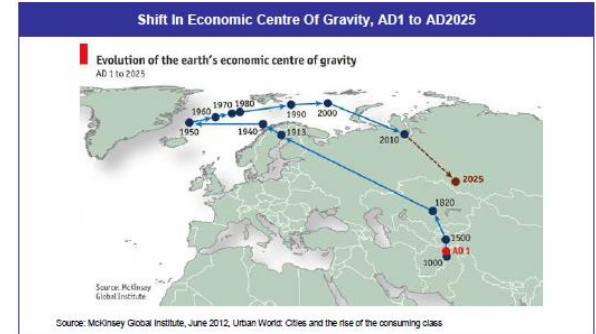 Shift In Economic Centre Of Gravity, AD1 to AD2025
Evolution of the earth's economic centre of gravity
AD 1 to 2025
1960
1970
1980
1950
1940
1913
1990
2000
2010
2025
1820
1500
AD 1
1000
Source: McKinsey
Global Institute
Source: McKinsey Global Institute, June 2012, Urban World: Cities and the rise of the consuming class